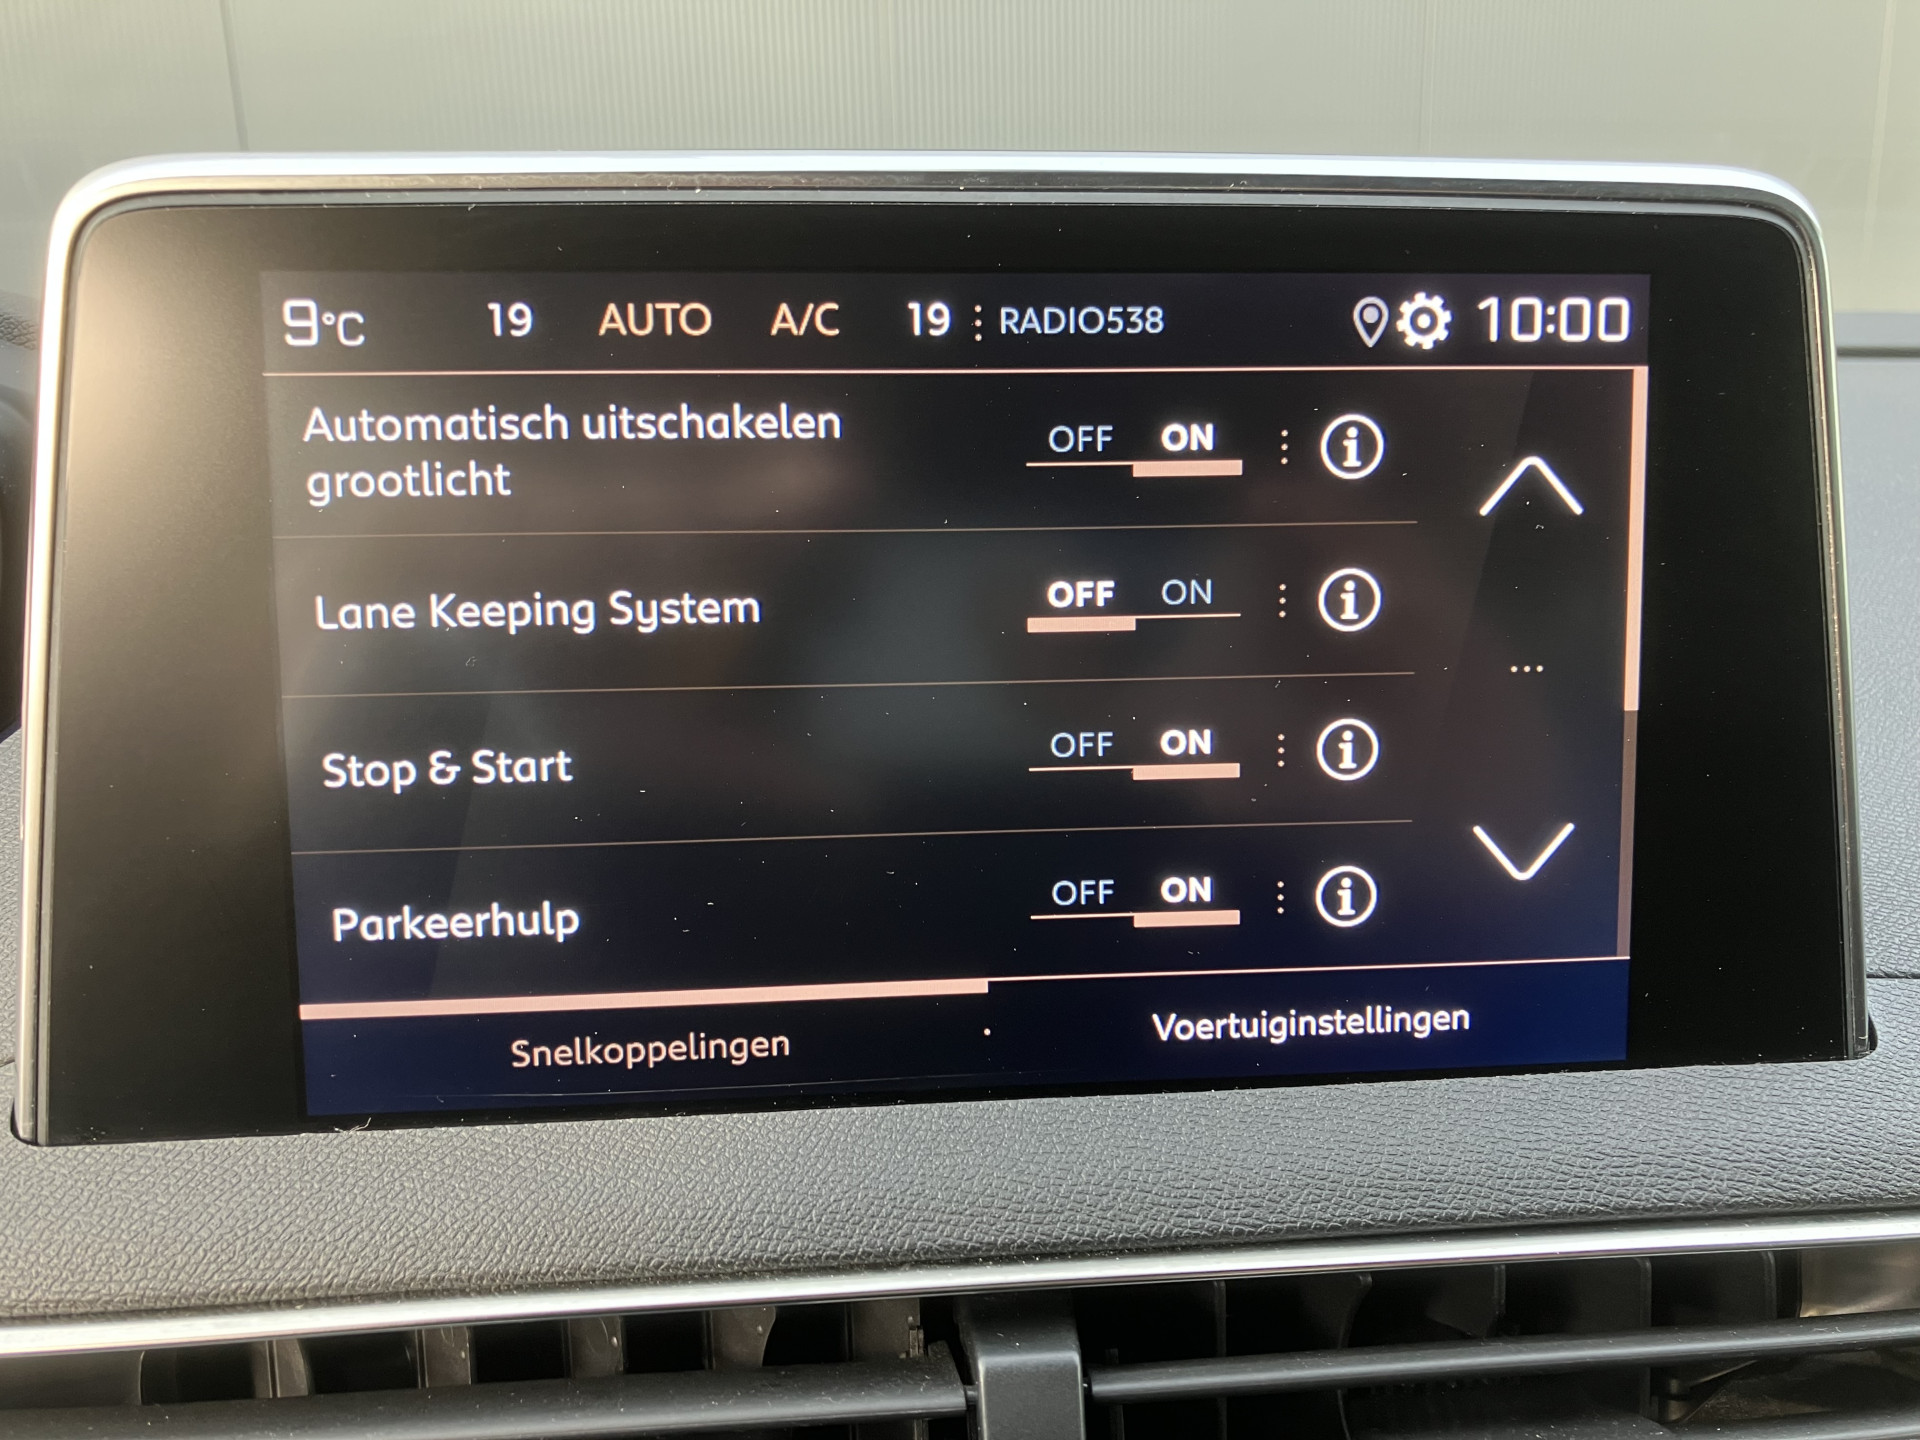 9°C 19 AUTO A/C 19 RADIO538 10:00
Automatisch uitschakelen
grootlicht
OFF ON
Lane Keeping System OFF ON
Stop & Start OFF ON
Parkeerhulp OFF ON
Snelkoppelingen Voertuiginstellingen